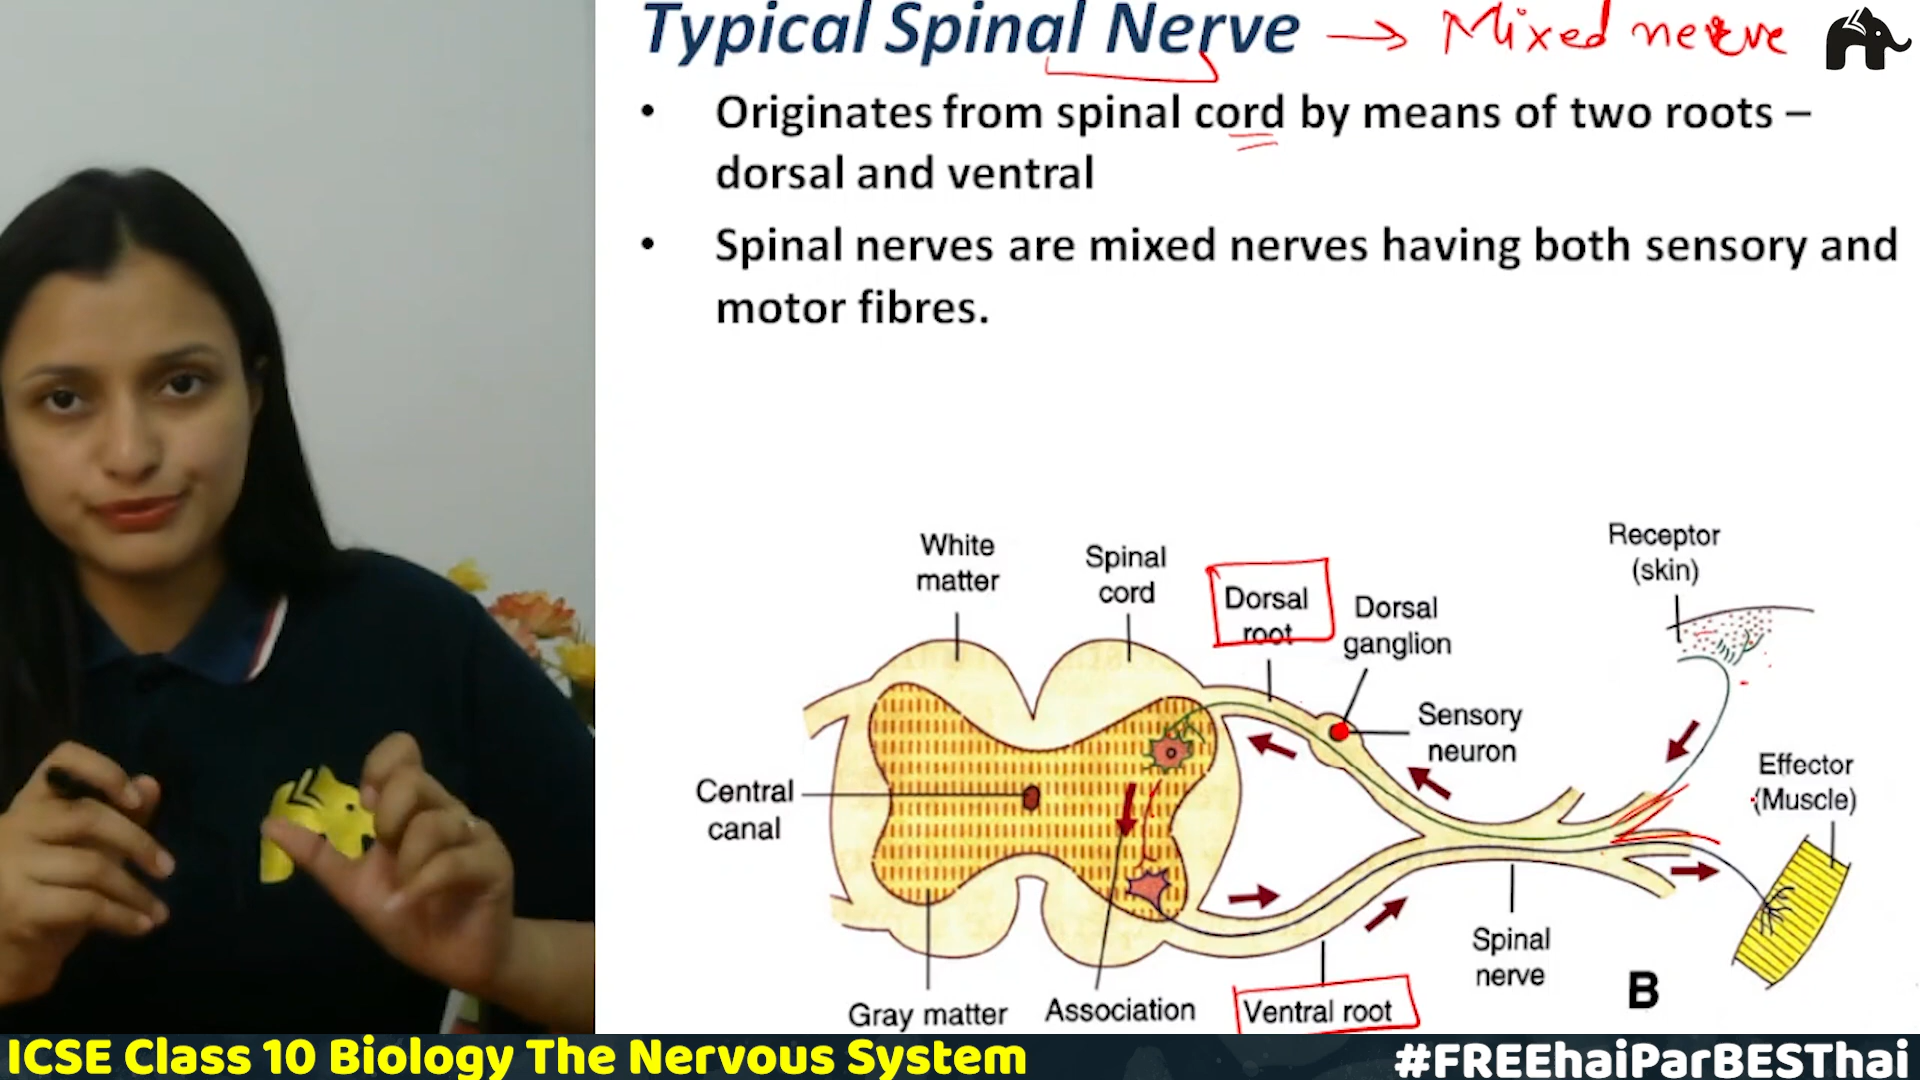 Typical Spinal Nerve → Mixed nerve
• Originates from spinal cord by means of two roots –
dorsal and ventral
• Spinal nerves are mixed nerves having both sensory and
motor fibres.
White
matter
Spinal
cord
Dorsal
root
Dorsal
ganglion
Receptor
(skin)
Sensory
neuron
Central
canal
Effector
(Muscle)
Spinal
nerve
B
Gray matter
Association
Ventral root
ICSE Class 10 Biology The Nervous System
#FREEhaiParBESThai